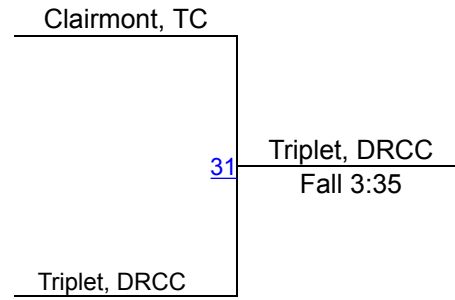 Clairmont, TC
31
Triplet, DRCC
Fall 3:35
Triplet, DRCC